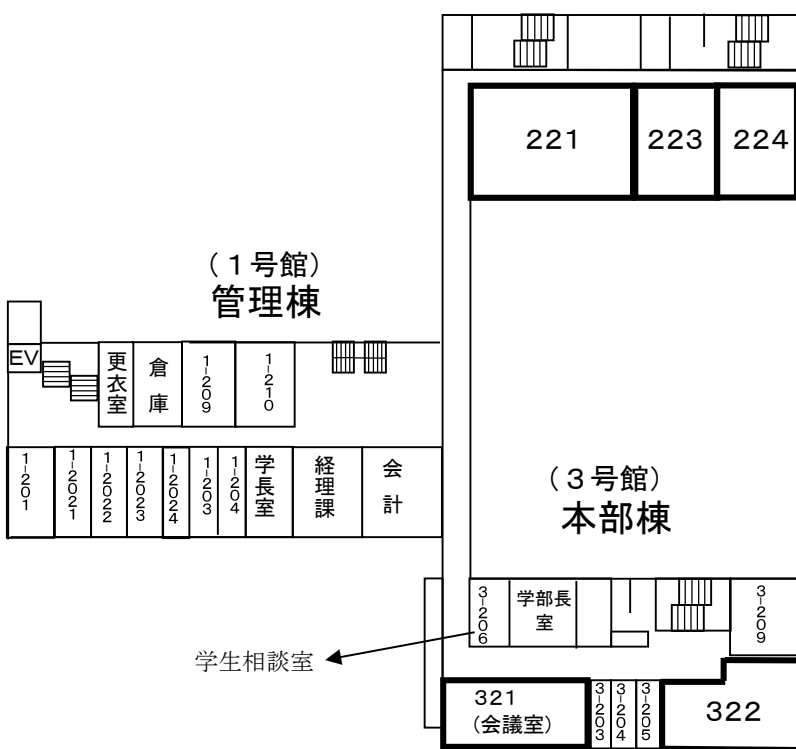 221
223
224
（１号館）
管理棟
EV
更衣室
倉庫
1-209
1-210
1-201
1-2021
1-2022
1-2023
1-2024
1-203
1-204
学長室
経理課
会計
（３号館）
本部棟
3-206
学部長
室
3-209
学生相談室
321
(会議室)
3-203
3-204
3-205
322